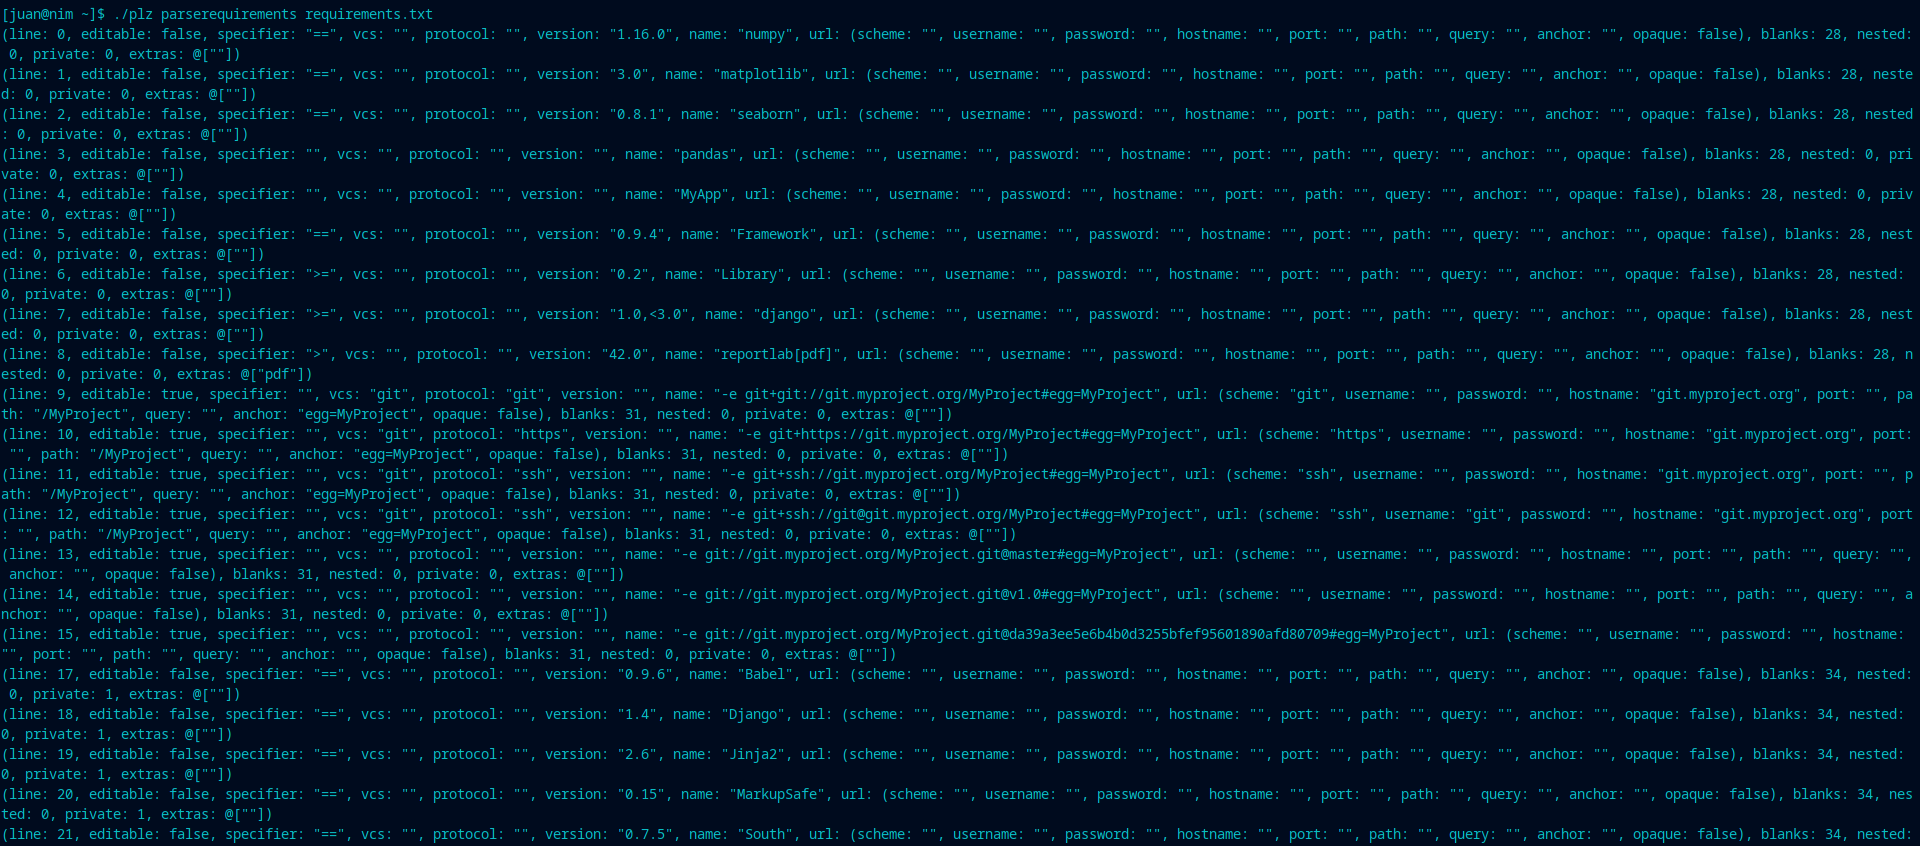 [juan@nim ~]$ ./plz parserequirements requirements.txt
(line: 0, editable: false, specifier: "==", vcs: "", protocol: "", version: "1.16.0", name: "numpy", url: (scheme: "", username: "", password: "", hostname: "", port: "", path: "", query: "", anchor: "", opaque: false), blanks: 28, nested:
 0, private: 0, extras: @[""])
(line: 1, editable: false, specifier: "==", vcs: "", protocol: "", version: "3.0", name: "matplotlib", url: (scheme: "", username: "", password: "", hostname: "", port: "", path: "", query: "", anchor: "", opaque: false), blanks: 28, neste
d: 0, private: 0, extras: @[""])
(line: 2, editable: false, specifier: "==", vcs: "", protocol: "", version: "0.8.1", name: "seaborn", url: (scheme: "", username: "", password: "", hostname: "", port: "", path: "", query: "", anchor: "", opaque: false), blanks: 28, nested
: 0, private: 0, extras: @[""])
(line: 3, editable: false, specifier: "", vcs: "", protocol: "", version: "", name: "pandas", url: (scheme: "", username: "", password: "", hostname: "", port: "", path: "", query: "", anchor: "", opaque: false), blanks: 28, nested: 0, pri
vate: 0, extras: @[""])
(line: 4, editable: false, specifier: "", vcs: "", protocol: "", version: "", name: "MyApp", url: (scheme: "", username: "", password: "", hostname: "", port: "", path: "", query: "", anchor: "", opaque: false), blanks: 28, nested: 0, priv
ate: 0, extras: @[""])
(line: 5, editable: false, specifier: "==", vcs: "", protocol: "", version: "0.9.4", name: "Framework", url: (scheme: "", username: "", password: "", hostname: "", port: "", path: "", query: "", anchor: "", opaque: false), blanks: 28, nest
ed: 0, private: 0, extras: @[""])
(line: 6, editable: false, specifier: ">=", vcs: "", protocol: "", version: "0.2", name: "Library", url: (scheme: "", username: "", password: "", hostname: "", port: "", path: "", query: "", anchor: "", opaque: false), blanks: 28, nested:
0, private: 0, extras: @[""])
(line: 7, editable: false, specifier: ">=", vcs: "", protocol: "", version: "1.0,<3.0", name: "django", url: (scheme: "", username: "", password: "", hostname: "", port: "", path: "", query: "", anchor: "", opaque: false), blanks: 28, nest
ed: 0, private: 0, extras: @[""])
(line: 8, editable: false, specifier: ">", vcs: "", protocol: "", version: "42.0", name: "reportlab[pdf]", url: (scheme: "", username: "", password: "", hostname: "", port: "", path: "", query: "", anchor: "", opaque: false), blanks: 28, n
ested: 0, private: 0, extras: @["pdf"])
(line: 9, editable: true, specifier: "", vcs: "git", protocol: "git", version: "", name: "-e git+git://git.myproject.org/MyProject#egg=MyProject", url: (scheme: "git", username: "", password: "", hostname: "git.myproject.org", port: "", pa
th: "/MyProject", query: "", anchor: "egg=MyProject", opaque: false), blanks: 31, nested: 0, private: 0, extras: @[""])
(line: 10, editable: true, specifier: "", vcs: "git", protocol: "https", version: "", name: "-e git+https://git.myproject.org/MyProject#egg=MyProject", url: (scheme: "https", username: "", password: "", hostname: "git.myproject.org", port:
 "", path: "/MyProject", query: "", anchor: "egg=MyProject", opaque: false), blanks: 31, nested: 0, private: 0, extras: @[""])
(line: 11, editable: true, specifier: "", vcs: "git", protocol: "ssh", version: "", name: "-e git+ssh://git.myproject.org/MyProject#egg=MyProject", url: (scheme: "ssh", username: "", password: "", hostname: "git.myproject.org", port: "", p
ath: "/MyProject", query: "", anchor: "egg=MyProject", opaque: false), blanks: 31, nested: 0, private: 0, extras: @[""])
(line: 12, editable: true, specifier: "", vcs: "git", protocol: "ssh", version: "", name: "-e git+ssh://git@git.myproject.org/MyProject#egg=MyProject", url: (scheme: "ssh", username: "git", password: "", hostname: "git.myproject.org", port
: "", path: "/MyProject", query: "", anchor: "egg=MyProject", opaque: false), blanks: 31, nested: 0, private: 0, extras: @[""])
(line: 13, editable: true, specifier: "", vcs: "", protocol: "", version: "", name: "-e git://git.myproject.org/MyProject.git@master#egg=MyProject", url: (scheme: "", username: "", password: "", hostname: "", port: "", path: "", query: "",
 anchor: "", opaque: false), blanks: 31, nested: 0, private: 0, extras: @[""])
(line: 14, editable: true, specifier: "", vcs: "", protocol: "", version: "", name: "-e git://git.myproject.org/MyProject.git@v1.0#egg=MyProject", url: (scheme: "", username: "", password: "", hostname: "", port: "", path: "", query: "", a
nchor: "", opaque: false), blanks: 31, nested: 0, private: 0, extras: @[""])
(line: 15, editable: true, specifier: "", vcs: "", protocol: "", version: "", name: "-e git://git.myproject.org/MyProject.git@da39a3ee5e6b4b0d3255bfef95601890afd80709#egg=MyProject", url: (scheme: "", username: "", password: "", hostname:
"", port: "", path: "", query: "", anchor: "", opaque: false), blanks: 31, nested: 0, private: 0, extras: @[""])
(line: 17, editable: false, specifier: "==", vcs: "", protocol: "", version: "0.9.6", name: "Babel", url: (scheme: "", username: "", password: "", hostname: "", port: "", path: "", query: "", anchor: "", opaque: false), blanks: 34, nested:
 0, private: 1, extras: @[""])
(line: 18, editable: false, specifier: "==", vcs: "", protocol: "", version: "1.4", name: "Django", url: (scheme: "", username: "", password: "", hostname: "", port: "", path: "", query: "", anchor: "", opaque: false), blanks: 34, nested:
0, private: 1, extras: @[""])
(line: 19, editable: false, specifier: "==", vcs: "", protocol: "", version: "2.6", name: "Jinja2", url: (scheme: "", username: "", password: "", hostname: "", port: "", path: "", query: "", anchor: "", opaque: false), blanks: 34, nested:
0, private: 1, extras: @[""])
(line: 20, editable: false, specifier: "==", vcs: "", protocol: "", version: "0.15", name: "MarkupSafe", url: (scheme: "", username: "", password: "", hostname: "", port: "", path: "", query: "", anchor: "", opaque: false), blanks: 34, nes
ted: 0, private: 1, extras: @[""])
(line: 21, editable: false, specifier: "==", vcs: "", protocol: "", version: "0.7.5", name: "South", url: (scheme: "", username: "", password: "", hostname: "", port: "", path: "", query: "", anchor: "", opaque: false), blanks: 34, nested: